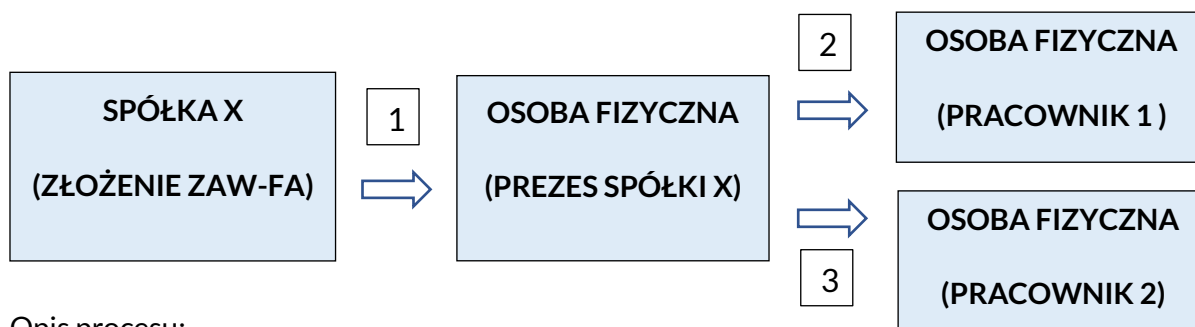 SPÓŁKA X
(ZŁOŻENIE ZAW-FA)
1
OSOBA FIZYCZNA
(PREZES SPÓŁKI X)
2
OSOBA FIZYCZNA
(PRACOWNIK 1 )
3
OSOBA FIZYCZNA
(PRACOWNIK 2)
Opis procesu: